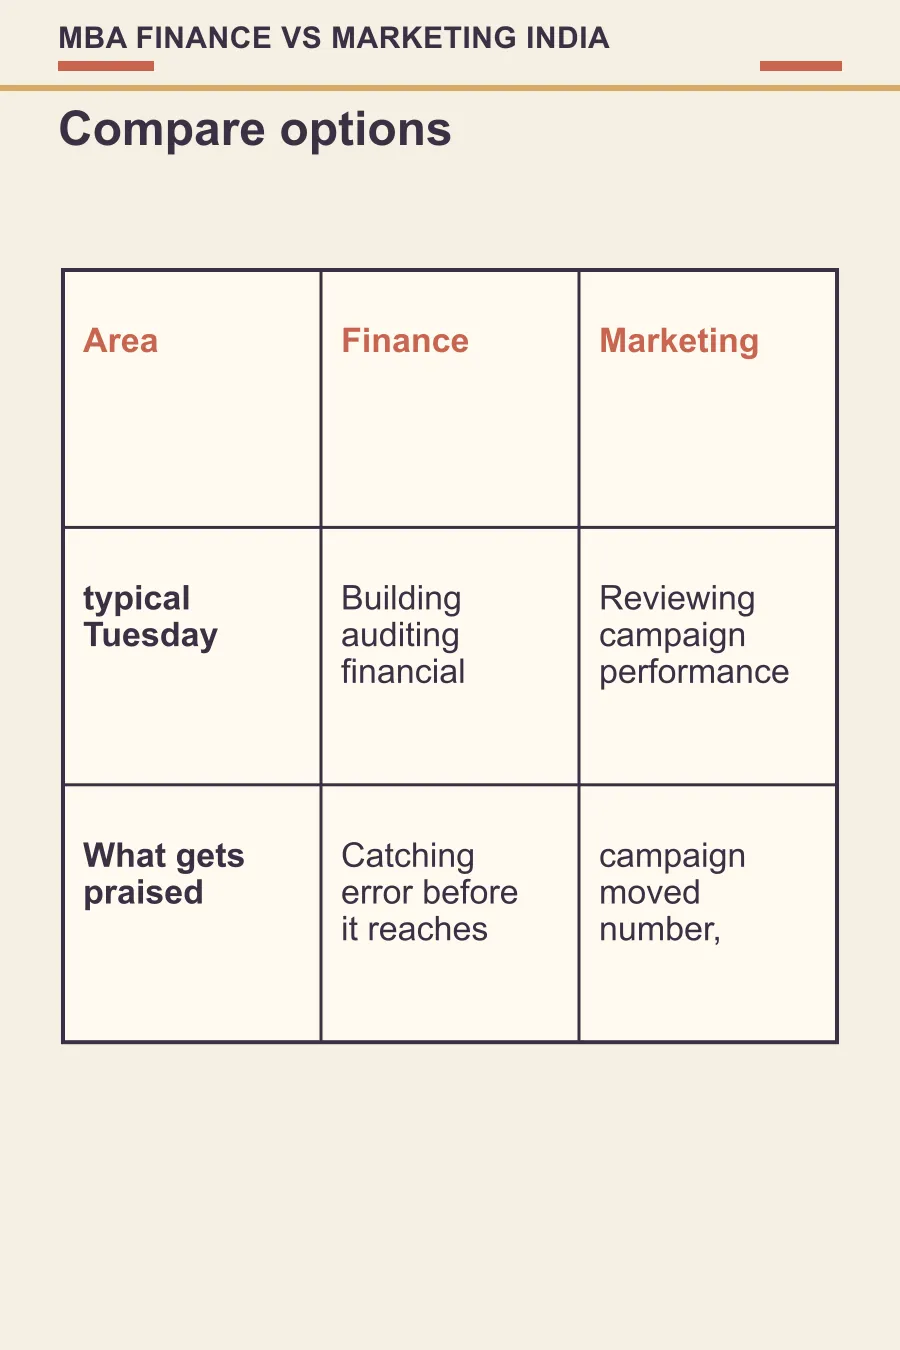 MBA FINANCE VS MARKETING INDIA
Compare options
Area
Finance
Marketing
typical
Tuesday
Building
auditing
financial
Reviewing
campaign
performance
What gets
praised
Catching
error before
it reaches
campaign
moved
number,